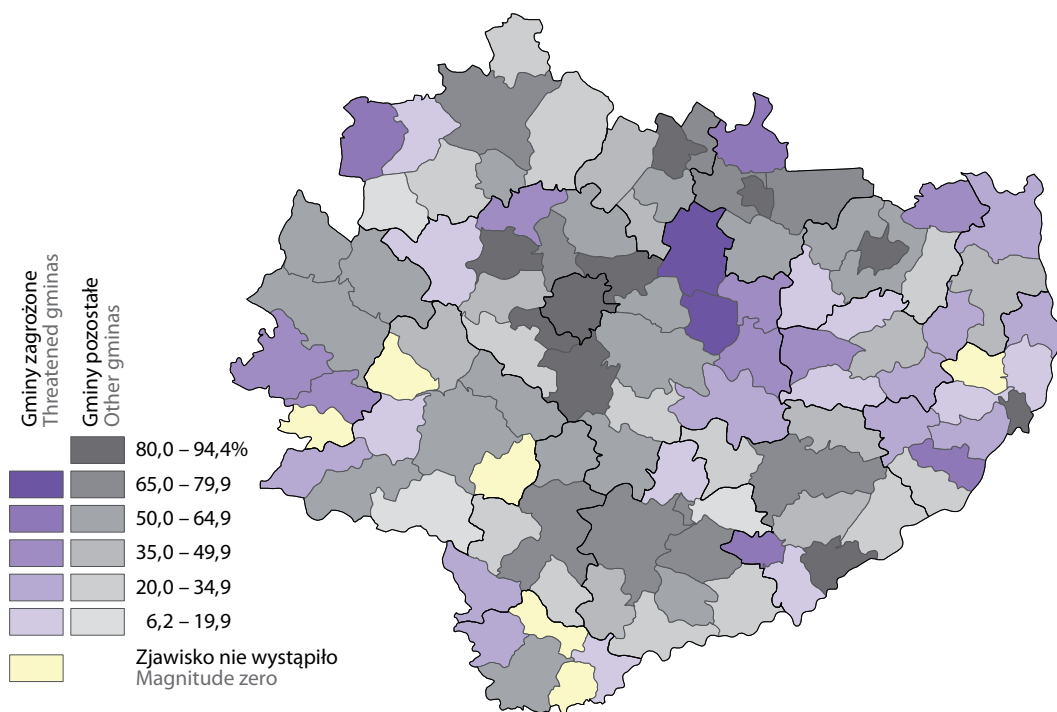 Gminy zagrożone
Threatened gminas
Gminy pozostałe
Other gminas
80,0 – 94,4%
65,0 – 79,9
50,0 – 64,9
35,0 – 49,9
20,0 – 34,9
6,2 – 19,9
Zjawisko nie wystąpiło
Magnitude zero